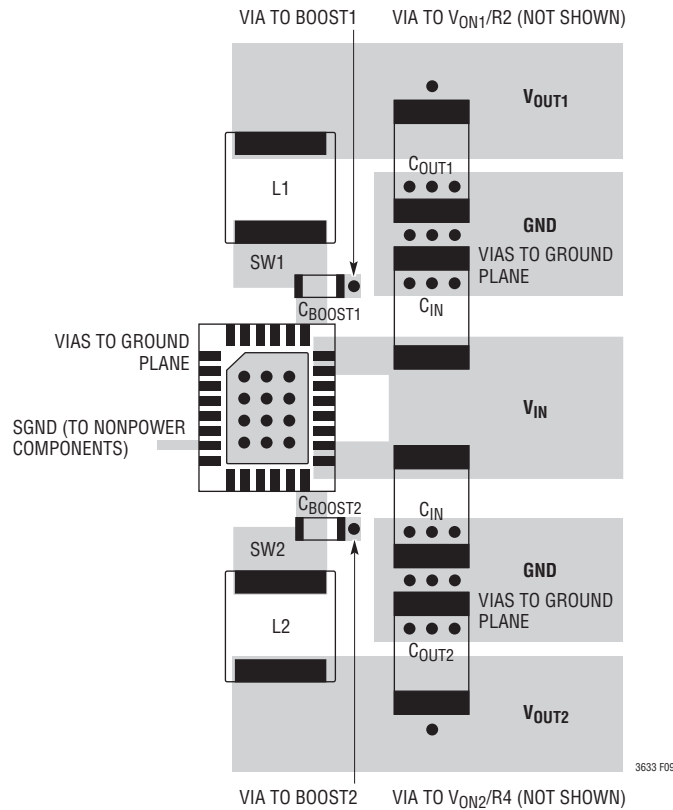 VIA TO BOOST1
VIA TO VON1/R2 (NOT SHOWN)
VOUT1
COUT1
L1
GND
VIAS TO GROUND
PLANE
SW1
CBOOST1
CIN
VIAS TO GROUND
PLANE
VIN
SGND (TO NONPOWER
COMPONENTS)
CBOOST2
CIN
SW2
GND
VIAS TO GROUND
PLANE
L2
COUT2
VOUT2
3633 F09
VIA TO BOOST2
VIA TO VON2/R4 (NOT SHOWN)